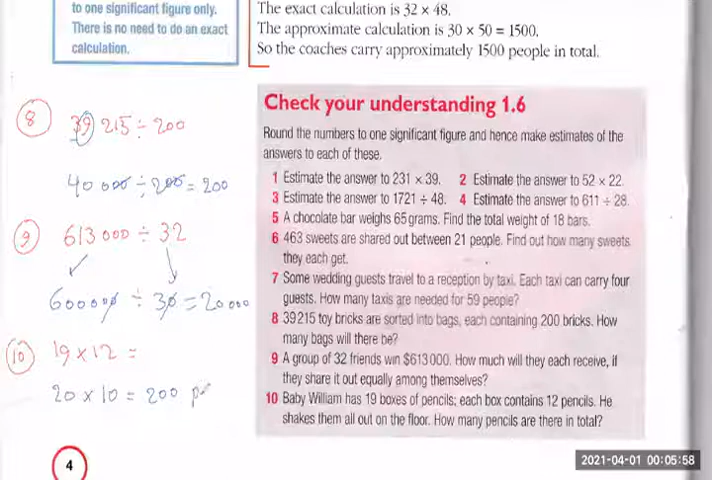 to one significant figure only.
There is no need to do an exact
calculation.
The exact calculation is 32 × 48.
The approximate calculation is 30 × 50 = 1500.
So the coaches carry approximately 1500 people in total.
8 39 215 ÷ 200
40 000 ÷ 200 = 200
9 613 000 ÷ 32
600000 ÷ 30 = 20 000
10 19 × 12 =
20 × 10 = 200
Check your understanding 1.6
Round the numbers to one significant figure and hence make estimates of the
answers to each of these.
1 Estimate the answer to 231 × 39. 2 Estimate the answer to 52 × 22.
3 Estimate the answer to 1721 ÷ 48. 4 Estimate the answer to 611 ÷ 28.
5 A chocolate bar weighs 65 grams. Find the total weight of 18 bars.
6 463 sweets are shared out between 21 people. Find out how many sweets
they each get.
7 Some wedding guests travel to a reception by taxi. Each taxi can carry four
guests. How many taxis are needed for 59 people?
8 39 215 toy bricks are sorted into bags, each containing 200 bricks. How
many bags will there be?
9 A group of 32 friends win $613 000. How much will they each receive, if
they share it out equally among themselves?
10 Baby William has 19 boxes of pencils; each box contains 12 pencils. He
shakes them all out on the floor. How many pencils are there in total?
4
2021-04-01 00:05:58